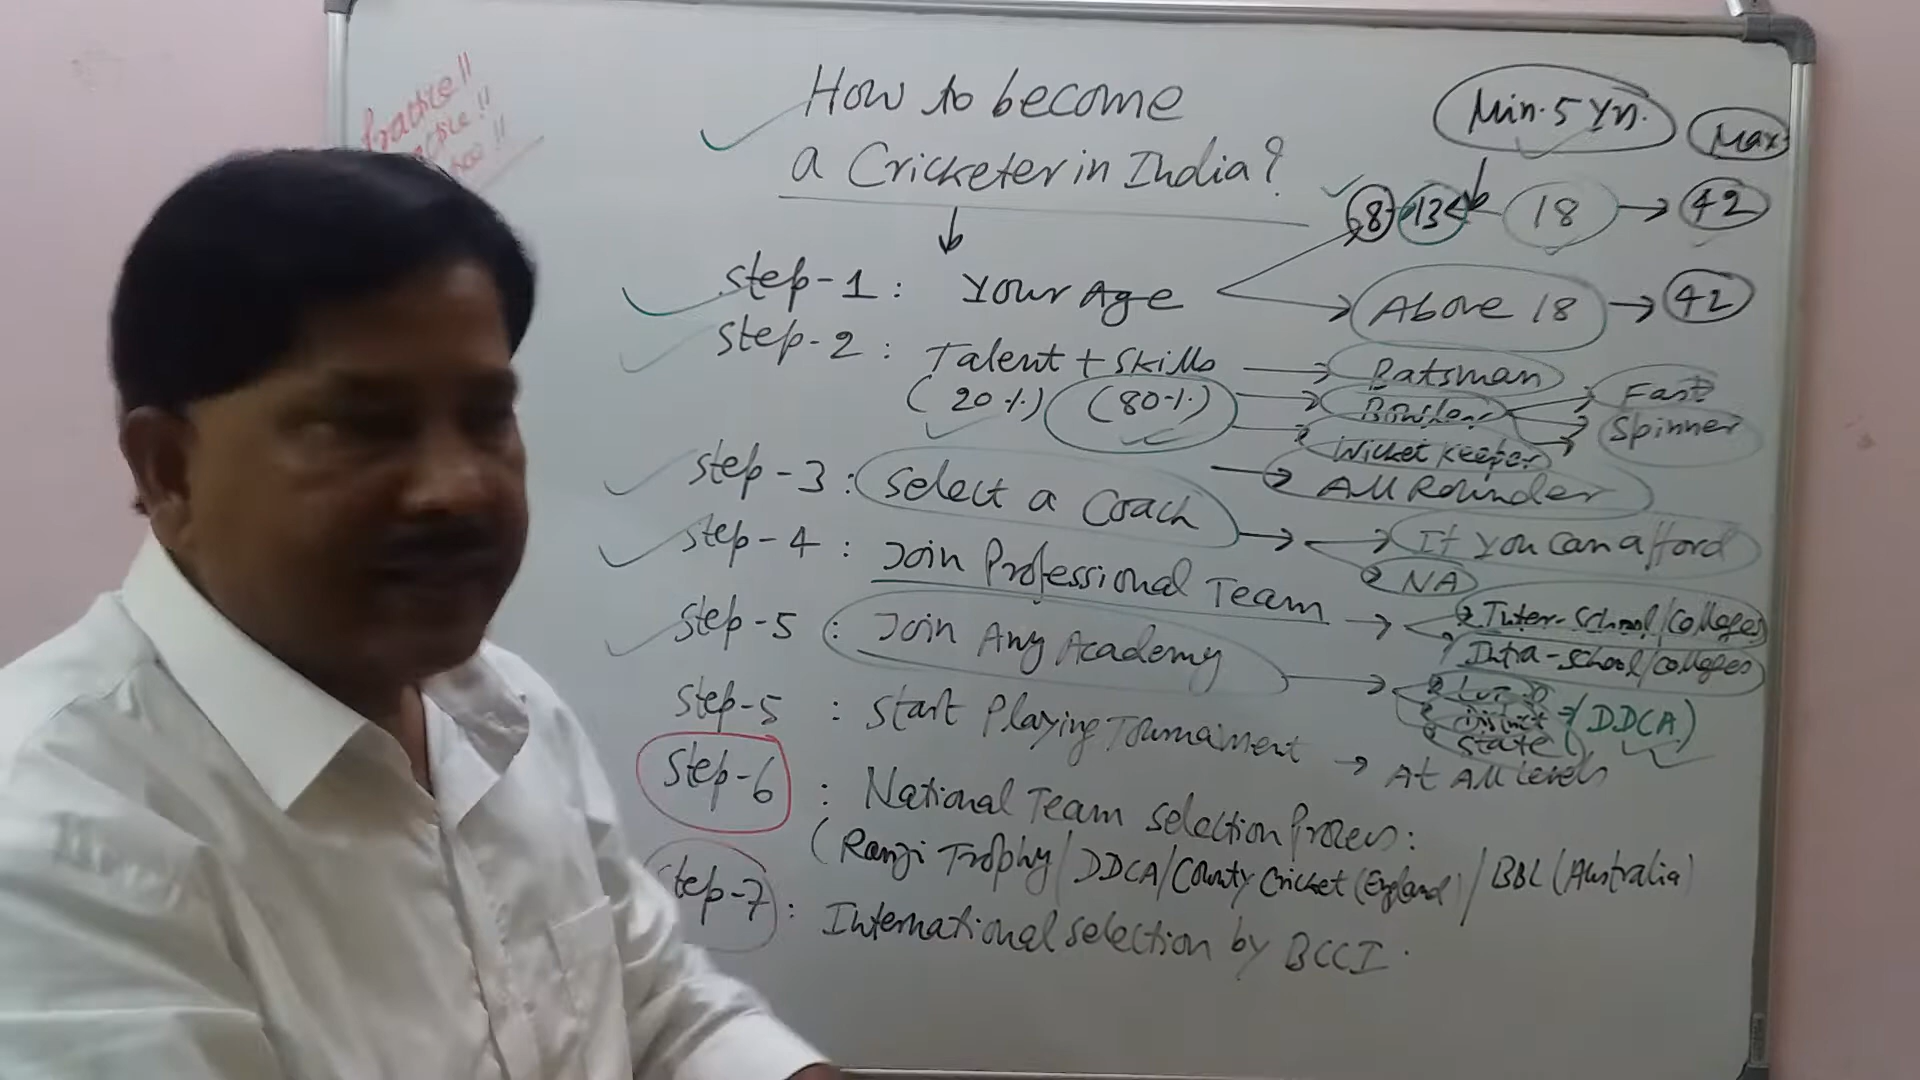 Practice!!
How to become
a Cricketer in India?
Min. 5 Yr.
Max
8 13 18 → 42
Step-1 : Your Age
Above 18 → 42
Step-2 : Talent + Skills
(20%) (80%)
Batsman
Bowler
Fast
Spinner
Wicket Keeper
All Rounder
Step-3 : Select a Coach
If you can afford
NA
Step-4 : Join Professional Team
Inter-School/Colleges
Intra-School/Colleges
Step-5 : Join Any Academy
District
State
(DDCA)
Step-5 : Start Playing Tournament → At All Levels
Step-6 : National Team Selection Process:
(Ranji Trophy/DDCA/County Cricket (England)/BBL (Australia)
Step-7 : International selection by BCCI.